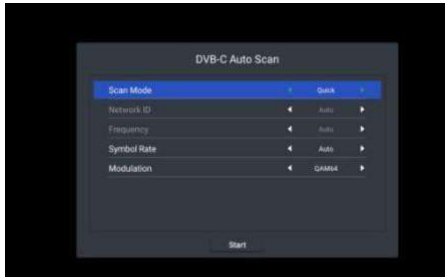 DVB-C Auto Scan
Scan Mode Quick
Network ID Auto
Frequency Auto
Symbol Rate Auto
Modulation QAM64
Start